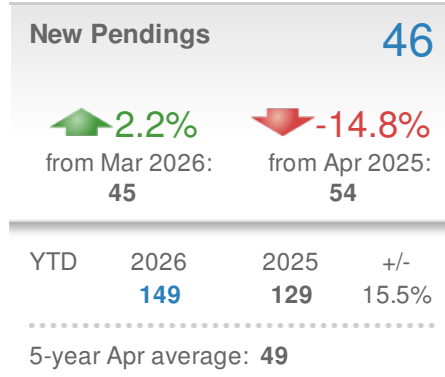 New Pendings 46
2.2% -14.8%
from Mar 2026: from Apr 2025:
45 54
YTD 2026 2025 +/-
149 129 15.5%
5-year Apr average: 49